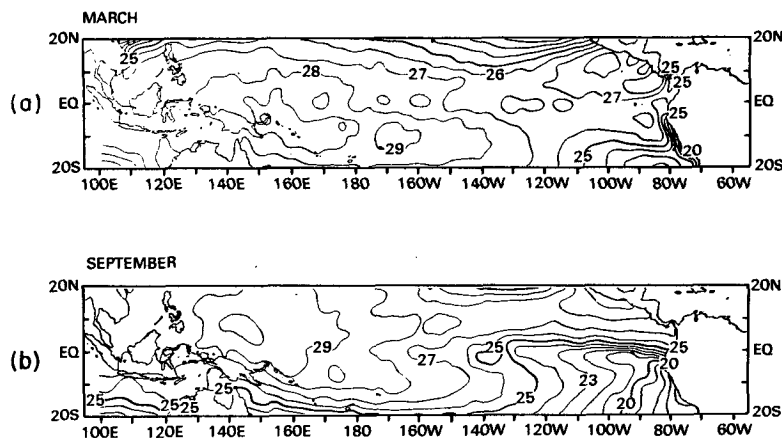 MARCH
20N 20N
25 28 27 26 25 25
(a) EQ EQ
27 25
29 25 20
20S 20S
100E 120E 140E 160E 180 160W 140W 120W 100W 80W 60W
SEPTEMBER
20N 20N
29 27 25 25
(b) EQ EQ
25 20
25 25 25 25 23 20
20S 20S
100E 120E 140E 160E 180 160W 140W 120W 100W 80W 60W